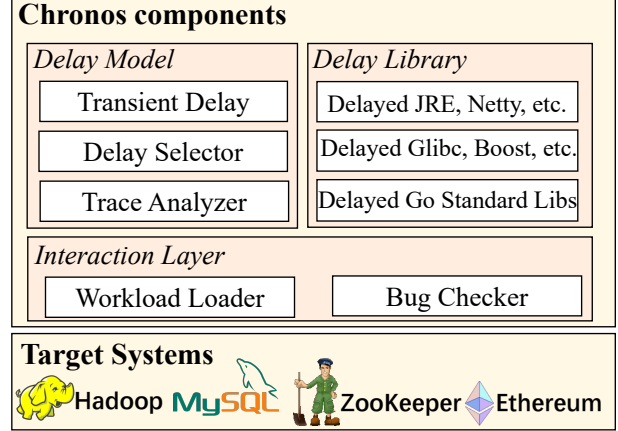 Chronos components
Delay Model
Transient Delay
Delay Selector
Trace Analyzer
Delay Library
Delayed JRE, Netty, etc.
Delayed Glibc, Boost, etc.
Delayed Go Standard Libs
Interaction Layer
Workload Loader
Bug Checker
Target Systems
Hadoop
MySQL
ZooKeeper
Ethereum